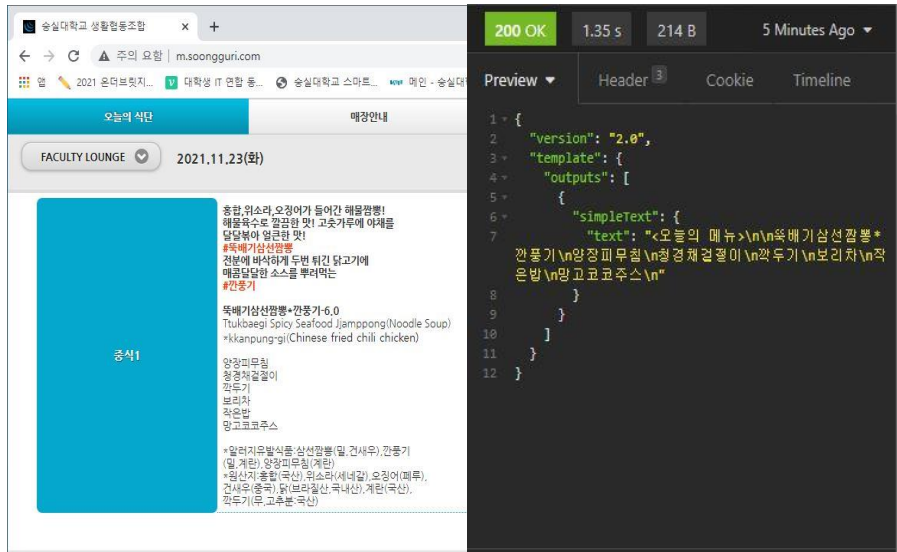 숭실대학교 생활협동조합
주의 요함 | m.soongguri.com
앱 2021 온더브릿지... 대학생 IT 연합 동... 숭실대학교 스마트... 메인 - 숭실대
오늘의 식단 매장안내
FACULTY LOUNGE 2021.11.23(화)
중식1
홍합,위소라,오징어가 들어간 해물짬뽕!
해물육수로 깔끔한 맛! 고춧가루에 야채를
달달볶아 얼큰한 맛!
#뚝배기삼선짬뽕
전분에 바삭하게 두번 튀긴 닭고기에
매콤달달한 소스를 뿌려먹는
#깐풍기
뚝배기삼선짬뽕*깐풍기-6.0
Ttukbaegi Spicy Seafood Jjamppong(Noodle Soup)
*kkanpung-gi(Chinese fried chili chicken)
양장피무침
청경채겉절이
깍두기
보리차
작은밥
망고코코쥬스
*알러지유발식품:삼선짬뽕(밀,건새우),깐풍기
(밀,계란),양장피무침(계란)
*원산지:홍합(국산),위소라(세네갈),오징어(페루),
건새우(중국),닭(브라질산,국내산),계란(국산),
깍두기(무,고추분:국산)
200 OK 1.35 s 214 B 5 Minutes Ago
Preview Header 3 Cookie Timeline
1 {
2 "version": "2.0",
3 "template": {
4 "outputs": [
5 {
6 "simpleText": {
7 "text": "<오늘의 메뉴>\n\n뚝배기삼선짬뽕*
깐풍기\n양장피무침\n청경채겉절이\n깍두기\n보리차\n작
은밥\n망고코코쥬스\n"
8 }
9 }
10 ]
11 }
12 }